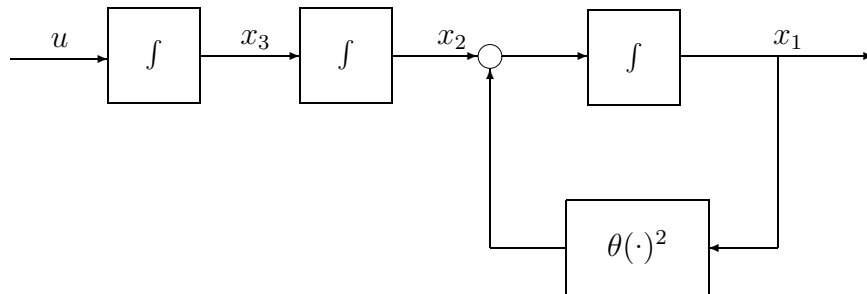 u
∫
x₃
∫
x₂
∫
x₁
θ(·)²